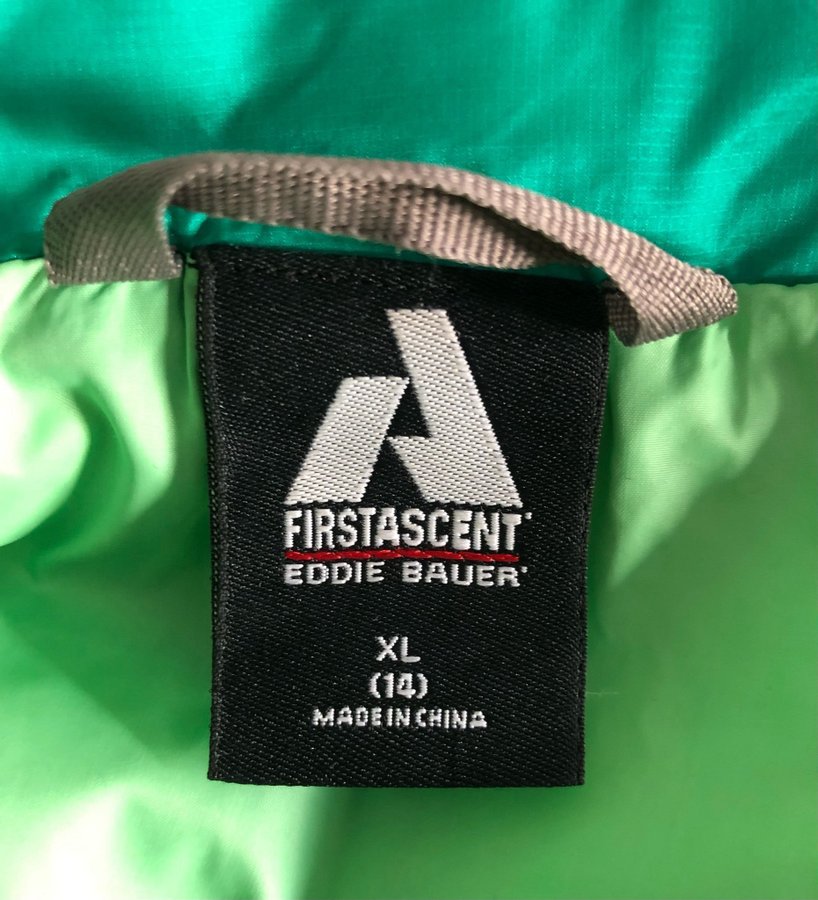 FIRSTASCENT
EDDIE BAUER
XL
(14)
MADE IN CHINA